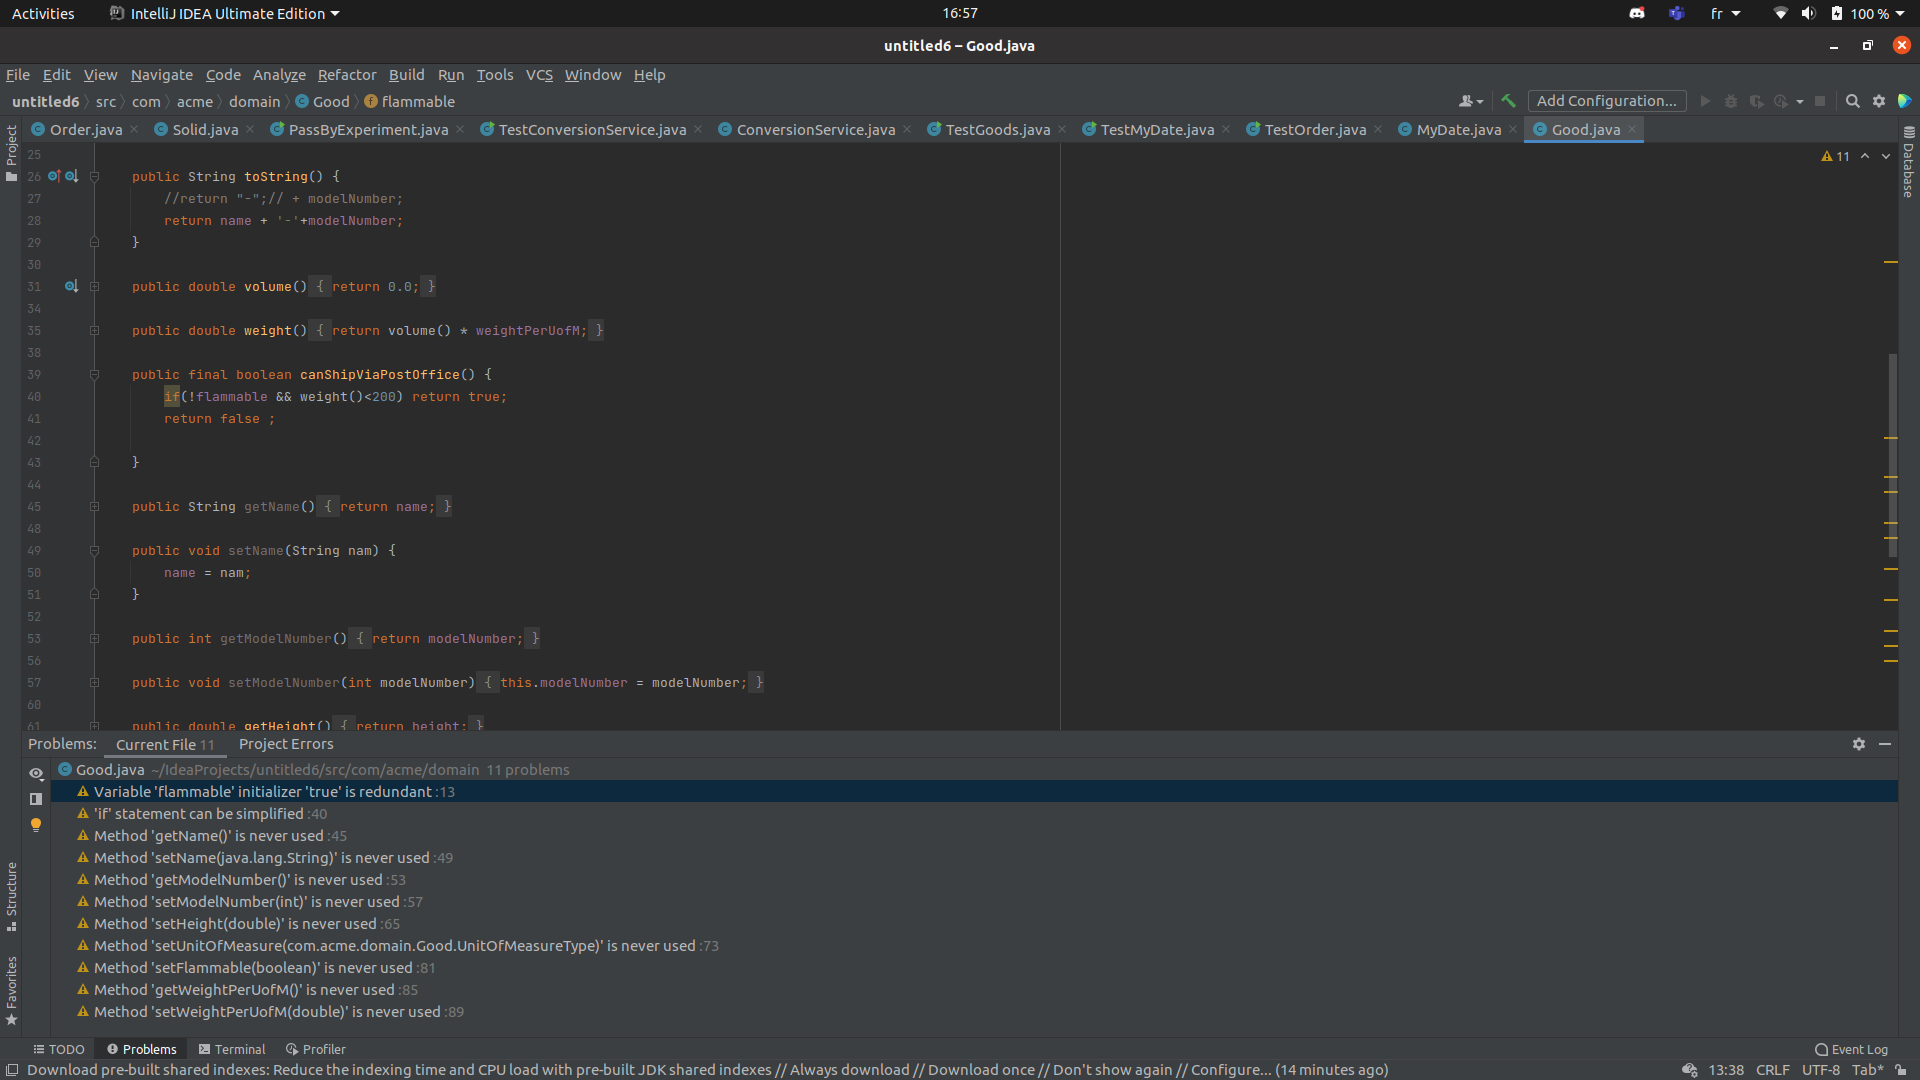 Activities IntelliJ IDEA Ultimate Edition 16:57 fr 100 %
untitled6 – Good.java
File Edit View Navigate Code Analyze Refactor Build Run Tools VCS Window Help
untitled6 src com acme domain Good flammable Add Configuration...
Order.java Solid.java PassByExperiment.java TestConversionService.java ConversionService.java TestGoods.java TestMyDate.java TestOrder.java MyDate.java Good.java
Project
Database
25 11
26 public String toString() {
27 //return "-";// + modelNumber;
28 return name + '-'+modelNumber;
29 }
30
31 public double volume() { return 0.0; }
34
35 public double weight() { return volume() * weightPerUofM; }
38
39 public final boolean canShipViaPostOffice() {
40 if(!flammable && weight()<200) return true;
41 return false ;
42
43 }
44
45 public String getName() { return name; }
48
49 public void setName(String nam) {
50 name = nam;
51 }
52
53 public int getModelNumber() { return modelNumber; }
56
57 public void setModelNumber(int modelNumber) { this.modelNumber = modelNumber; }
60
61 public double getHeight() { return height; }
Problems: Current File 11 Project Errors
Good.java ~/IdeaProjects/untitled6/src/com/acme/domain 11 problems
Variable 'flammable' initializer 'true' is redundant :13
'if' statement can be simplified :40
Method 'getName()' is never used :45
Method 'setName(java.lang.String)' is never used :49
Method 'getModelNumber()' is never used :53
Method 'setModelNumber(int)' is never used :57
Method 'setHeight(double)' is never used :65
Method 'setUnitOfMeasure(com.acme.domain.Good.UnitOfMeasureType)' is never used :73
Method 'setFlammable(boolean)' is never used :81
Method 'getWeightPerUofM()' is never used :85
Method 'setWeightPerUofM(double)' is never used :89
Structure
Favorites
TODO Problems Terminal Profiler Event Log
Download pre-built shared indexes: Reduce the indexing time and CPU load with pre-built JDK shared indexes // Always download // Download once // Don't show again // Configure... (14 minutes ago) 13:38 CRLF UTF-8 Tab*